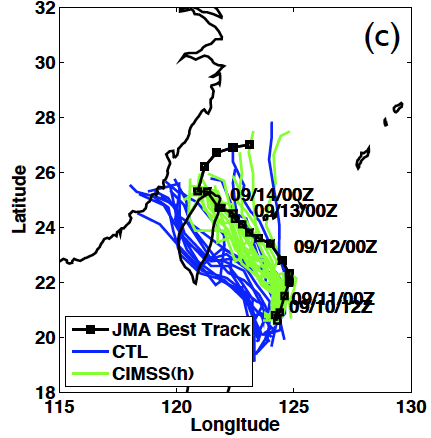 (c)
32
30
28
26
24
22
20
18
Latitude
09/14/00Z
09/13/00Z
09/12/00Z
09/11/00Z
09/10/12Z
JMA Best Track
CTL
CIMSS(h)
115
120
125
130
Longitude